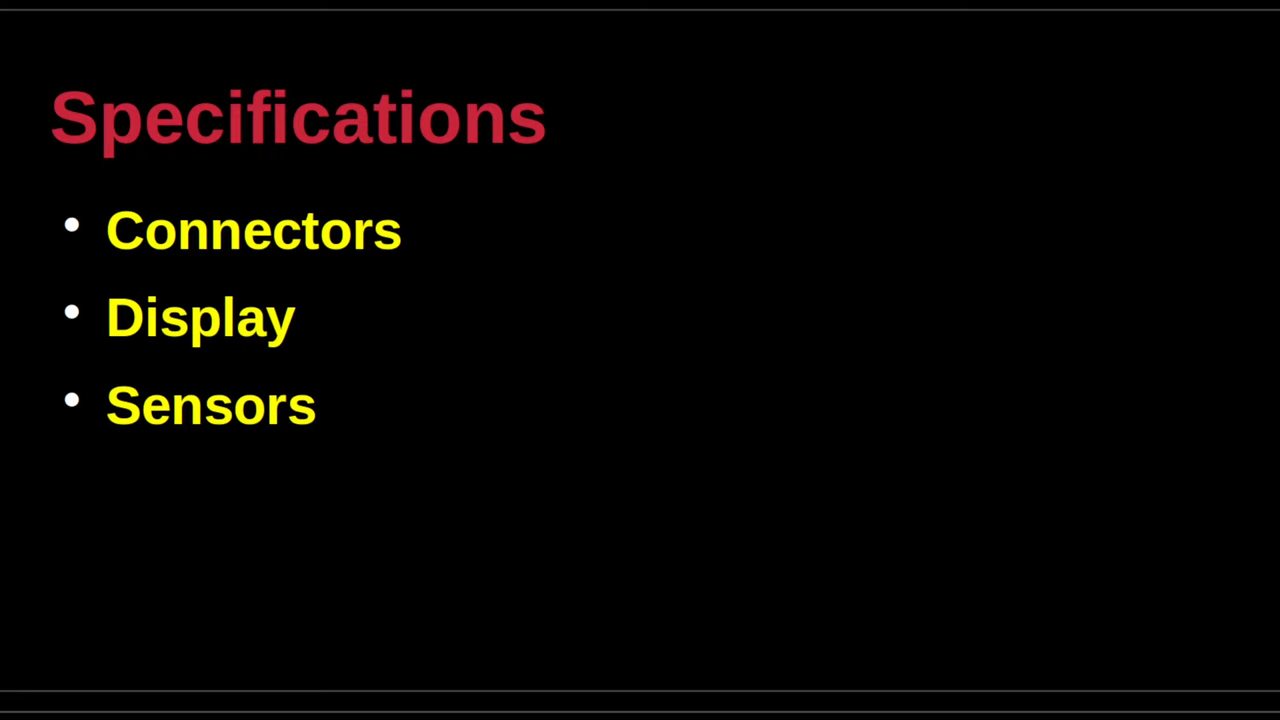 Specifications
• Connectors
• Display
• Sensors